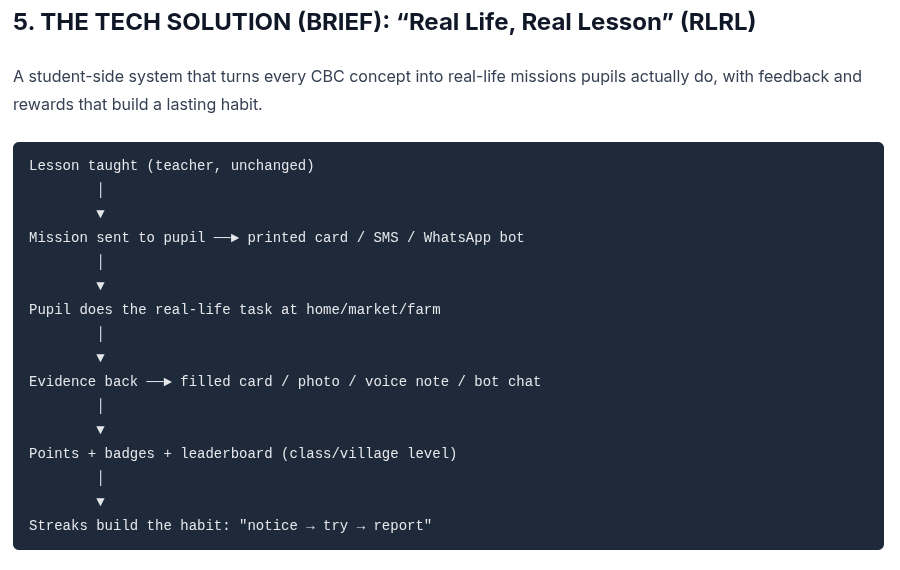 5. THE TECH SOLUTION (BRIEF): “Real Life, Real Lesson” (RLRL)
A student-side system that turns every CBC concept into real-life missions pupils actually do, with feedback and
rewards that build a lasting habit.
Lesson taught (teacher, unchanged)
│
▼
Mission sent to pupil ──► printed card / SMS / WhatsApp bot
│
▼
Pupil does the real-life task at home/market/farm
│
▼
Evidence back ──► filled card / photo / voice note / bot chat
│
▼
Points + badges + leaderboard (class/village level)
│
▼
Streaks build the habit: "notice → try → report"